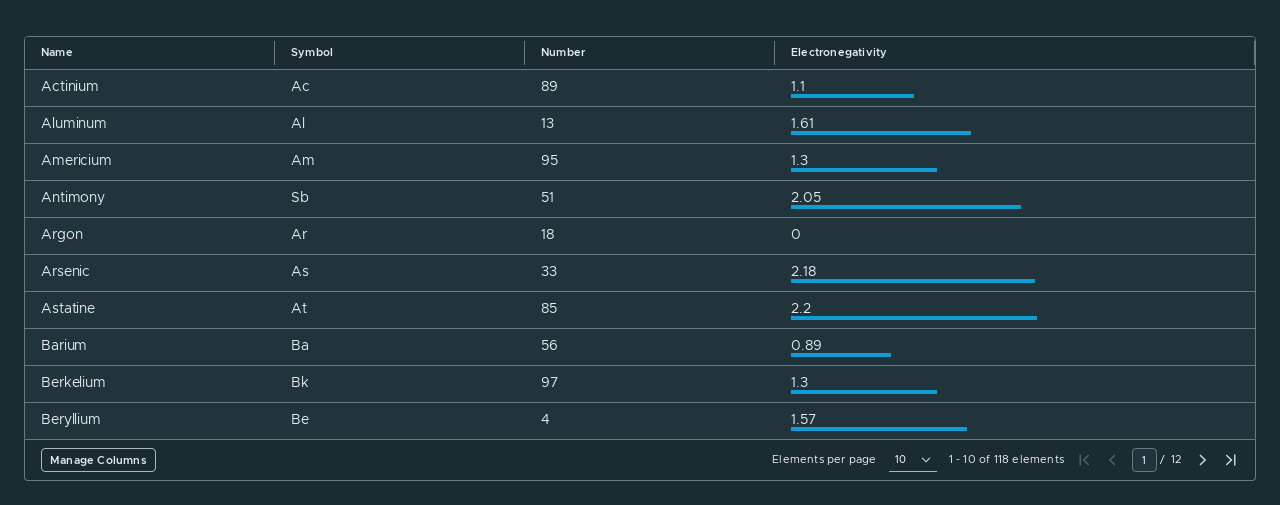 Name Symbol Number Electronegativity
Actinium Ac 89 1.1
Aluminum Al 13 1.61
Americium Am 95 1.3
Antimony Sb 51 2.05
Argon Ar 18 0
Arsenic As 33 2.18
Astatine At 85 2.2
Barium Ba 56 0.89
Berkelium Bk 97 1.3
Beryllium Be 4 1.57
Manage Columns Elements per page 10 1 - 10 of 118 elements 1 / 12